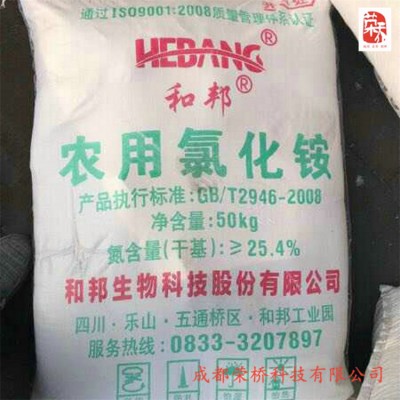 通过ISO9001:2008质量管理体系认证
HEBANG®
和邦®
农用氯化铵
产品执行标准:GB/T2946-2008
净含量:50kg
氮含量(干基):≥25.4%
和邦生物科技股份有限公司
四川·乐山·五通桥区·和邦工业园
服务热线:0833-3207897
成都荣桥科技有限公司